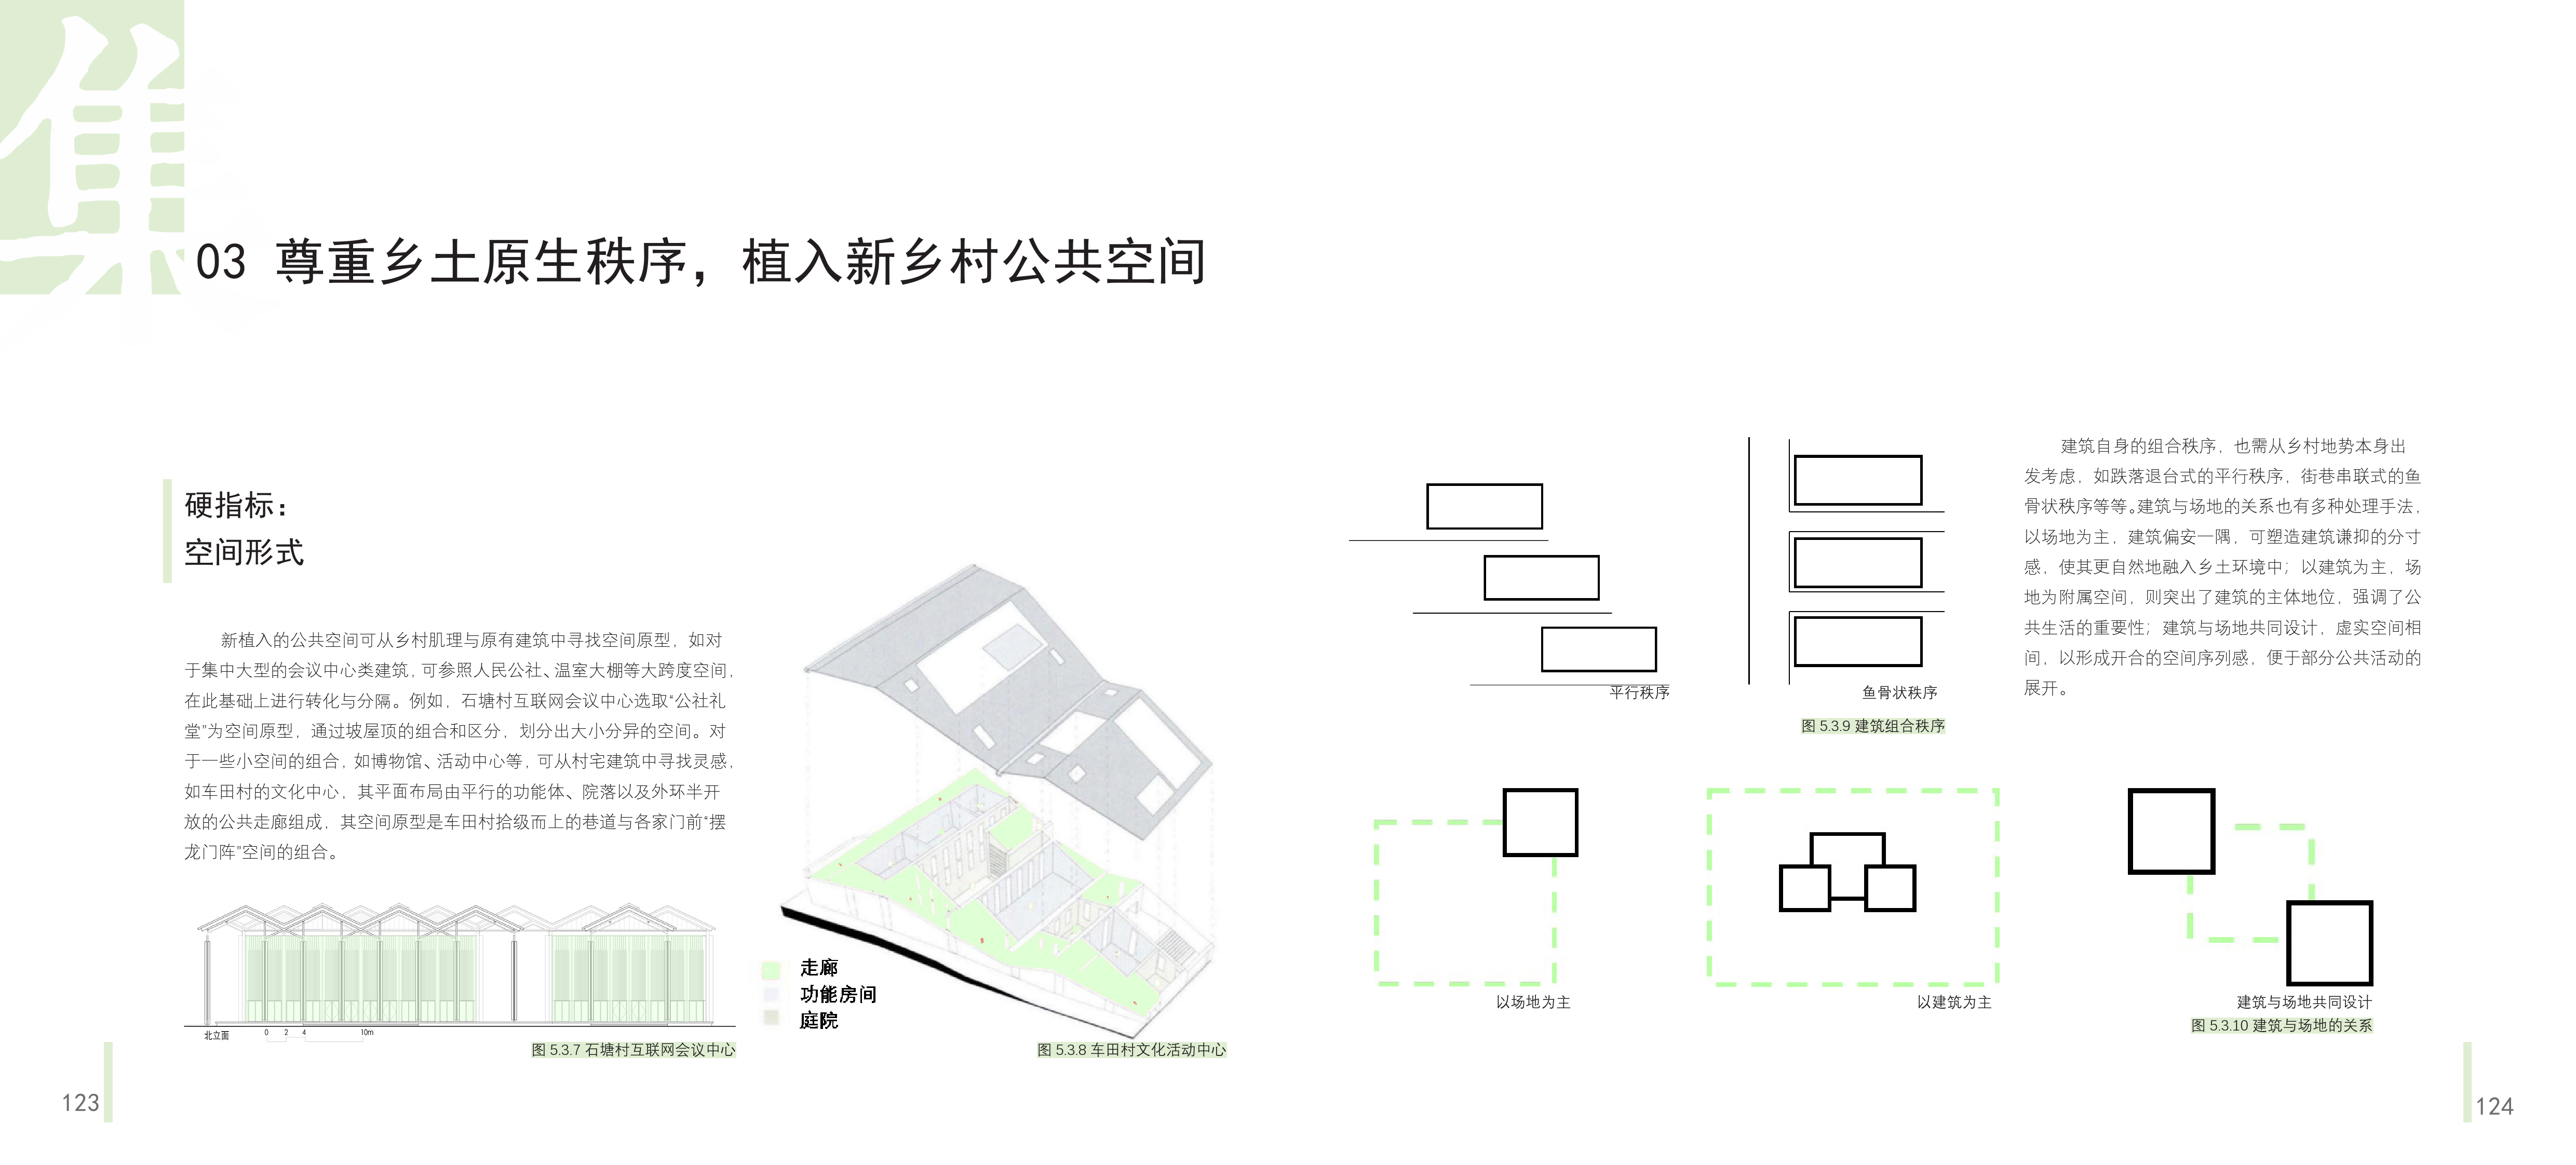 集
03 尊重乡土原生秩序，植入新乡村公共空间
硬指标：
空间形式
新植入的公共空间可从乡村肌理与原有建筑中寻找空间原型，如对
于集中大型的会议中心类建筑，可参照人民公社、温室大棚等大跨度空间，
在此基础上进行转化与分隔。例如，石塘村互联网会议中心选取“公社礼
堂”为空间原型，通过坡屋顶的组合和区分，划分出大小分异的空间。对
于一些小空间的组合，如博物馆、活动中心等，可从村宅建筑中寻找灵感，
如车田村的文化中心，其平面布局由平行的功能体、院落以及外环半开
放的公共走廊组成，其空间原型是车田村拾级而上的巷道与各家门前“摆
龙门阵”空间的组合。
北立面
0 2 4 10m
图 5.3.7 石塘村互联网会议中心
走廊
功能房间
庭院
图 5.3.8 车田村文化活动中心
平行秩序
鱼骨状秩序
图 5.3.9 建筑组合秩序
建筑自身的组合秩序，也需从乡村地势本身出
发考虑，如跌落退台式的平行秩序，街巷串联式的鱼
骨状秩序等等。建筑与场地的关系也有多种处理手法，
以场地为主，建筑偏安一隅，可塑造建筑谦抑的分寸
感，使其更自然地融入乡土环境中；以建筑为主，场
地为附属空间，则突出了建筑的主体地位，强调了公
共生活的重要性；建筑与场地共同设计，虚实空间相
间，以形成开合的空间序列感，便于部分公共活动的
展开。
以场地为主
以建筑为主
建筑与场地共同设计
图 5.3.10 建筑与场地的关系
123
124